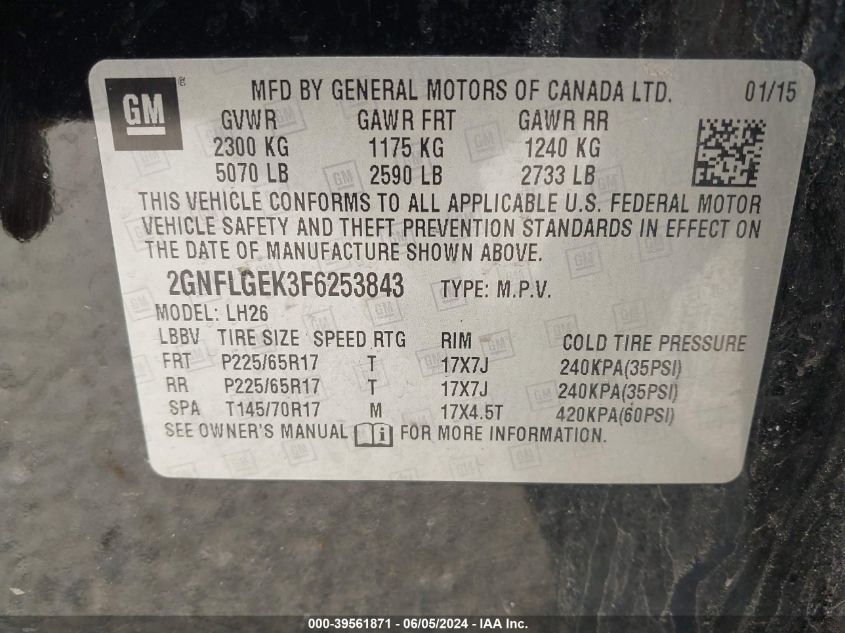 GM ® MFD BY GENERAL MOTORS OF CANADA LTD. 01/15
GVWR GAWR FRT GAWR RR
2300 KG 1175 KG 1240 KG
5070 LB 2590 LB 2733 LB
THIS VEHICLE CONFORMS TO ALL APPLICABLE U.S. FEDERAL MOTOR
VEHICLE SAFETY AND THEFT PREVENTION STANDARDS IN EFFECT ON
THE DATE OF MANUFACTURE SHOWN ABOVE.
2GNFLGEK3F6253843 TYPE: M.P.V.
MODEL: LH26
LBBV TIRE SIZE SPEED RTG RIM COLD TIRE PRESSURE
FRT P225/65R17 T 17X7J 240KPA(35PSI)
RR P225/65R17 T 17X7J 240KPA(35PSI)
SPA T145/70R17 M 17X4.5T 420KPA(60PSI)
SEE OWNER'S MANUAL i FOR MORE INFORMATION.
000-39561871 - 06/05/2024 - IAA Inc.